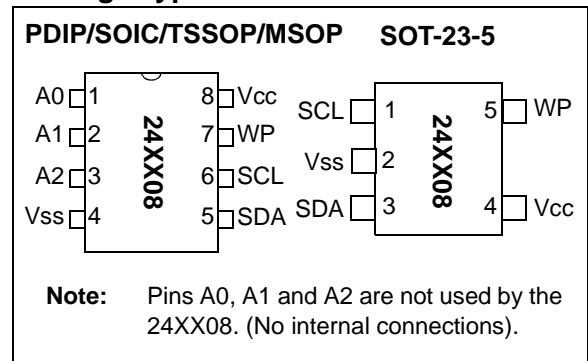 PDIP/SOIC/TSSOP/MSOP SOT-23-5
A0 1 8 Vcc
A1 2 7 WP
A2 3 6 SCL
Vss 4 5 SDA
24XX08
SCL 1 5 WP
Vss 2
SDA 3 4 Vcc
24XX08
Note: Pins A0, A1 and A2 are not used by the
24XX08. (No internal connections).